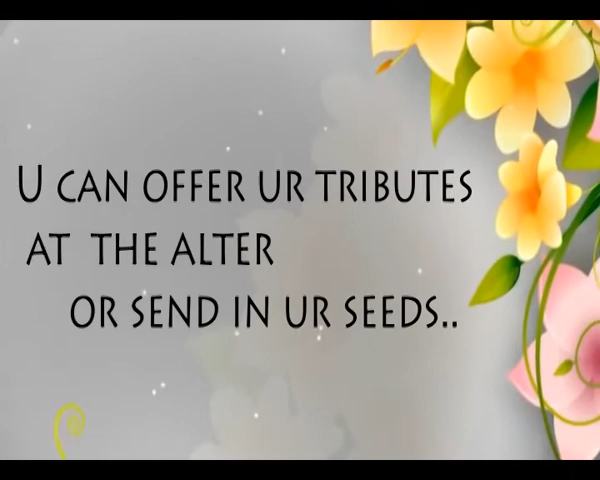 U CAN OFFER UR TRIBUTES
AT THE ALTER
OR SEND IN UR SEEDS..